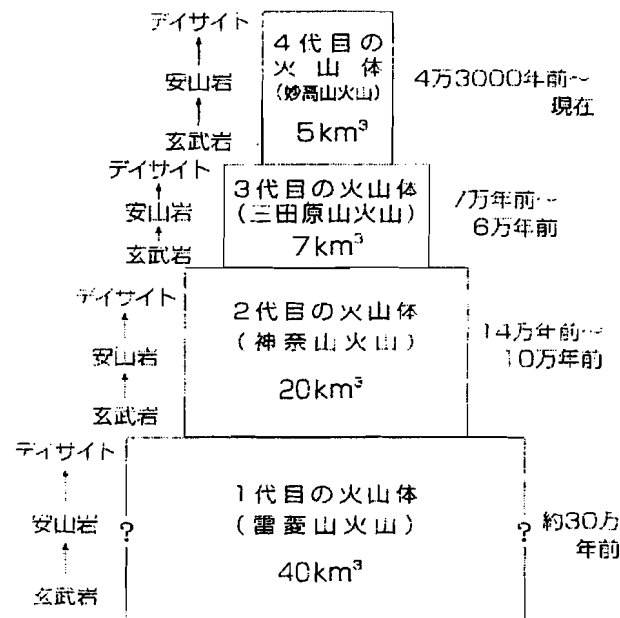 デイサイト
↑
安山岩
↑
玄武岩
4代目の
火山体
(妙高山火山)
5km³
4万3000年前〜
現在
デイサイト
↑
安山岩
↑
玄武岩
3代目の火山体
(三田原山火山)
7km³
7万年前〜
6万年前
デイサイト
↑
安山岩
↑
玄武岩
2代目の火山体
(神奈山火山)
20km³
14万年前〜
10万年前
デイサイト
↑
安山岩
↑
玄武岩
?
1代目の火山体
(雷菱山火山)
40km³
?
約30万
年前